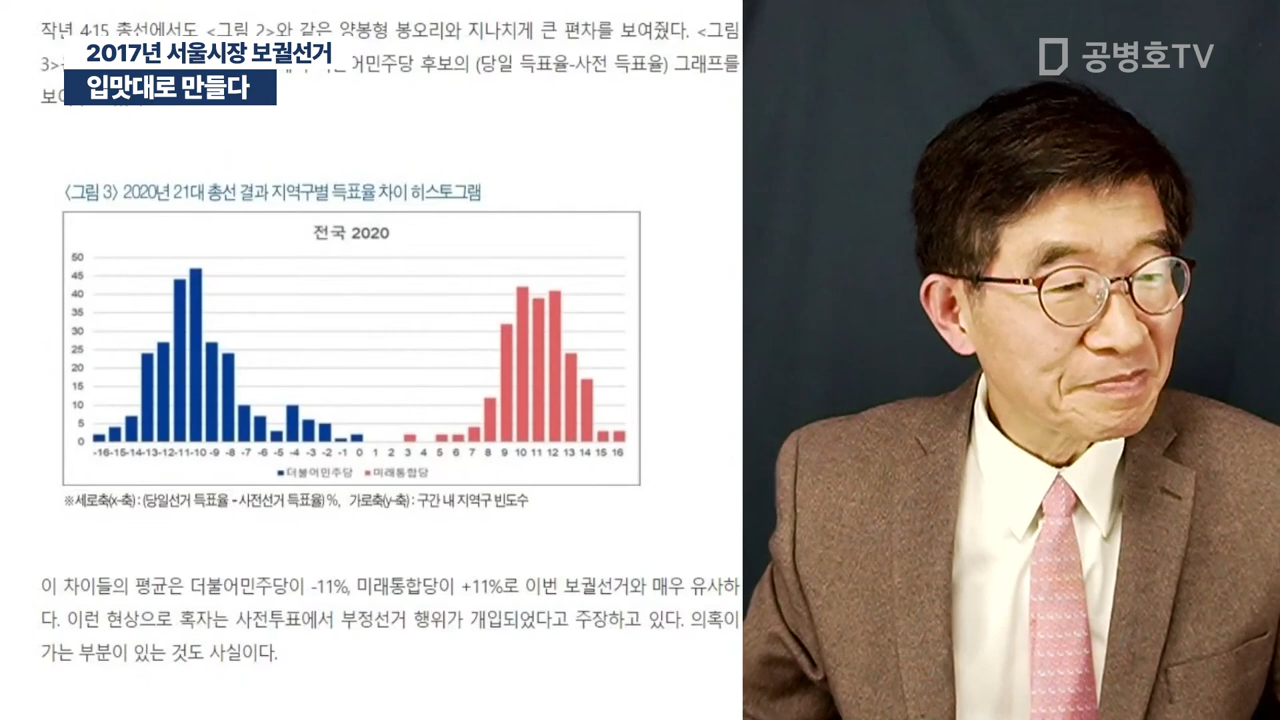 작년 4·15 총선에서도 <그림 2>와 같은 양봉형 봉오리와 지나치게 큰 편차를 보여줬다. <그림
2017년 서울시장 보궐선거
어민주당 후보의 (당일 득표율-사전 득표율) 그래프를
입맛대로 만들다
공병호TV
<그림 3> 2020년 21대 총선 결과 지역구별 득표율 차이 히스토그램
전국 2020
50
45
40
35
30
25
20
15
10
5
0
-16 -15 -14 -13 -12 -11 -10 -9 -8 -7 -6 -5 -4 -3 -2 -1 0 1 2 3 4 5 6 7 8 9 10 11 12 13 14 15 16
■더불어민주당 ■미래통합당
※세로축(x-축) : (당일선거 득표율 - 사전선거 득표율) %, 가로축(y-축) : 구간 내 지역구 빈도수
이 차이들의 평균은 더불어민주당이 -11%, 미래통합당이 +11%로 이번 보궐선거와 매우 유사하
다. 이런 현상으로 혹자는 사전투표에서 부정선거 행위가 개입되었다고 주장하고 있다. 의혹이
가는 부분이 있는 것도 사실이다.